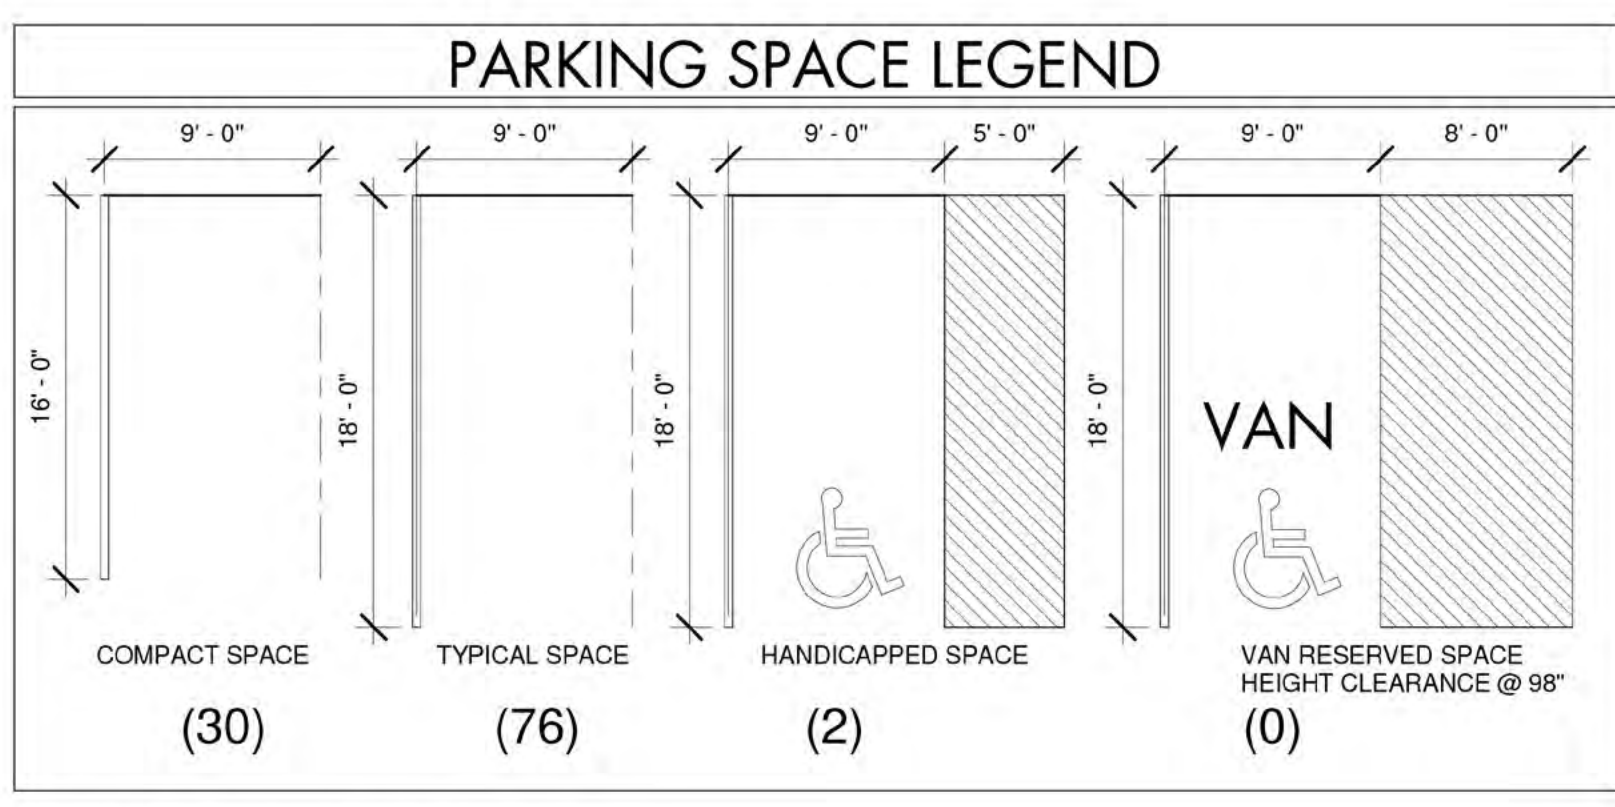 PARKING SPACE LEGEND
9' - 0"
9' - 0"
9' - 0"
5' - 0"
9' - 0"
8' - 0"
16' - 0"
18' - 0"
18' - 0"
18' - 0"
VAN
COMPACT SPACE
(30)
TYPICAL SPACE
(76)
HANDICAPPED SPACE
(2)
VAN RESERVED SPACE
HEIGHT CLEARANCE @ 98"
(0)